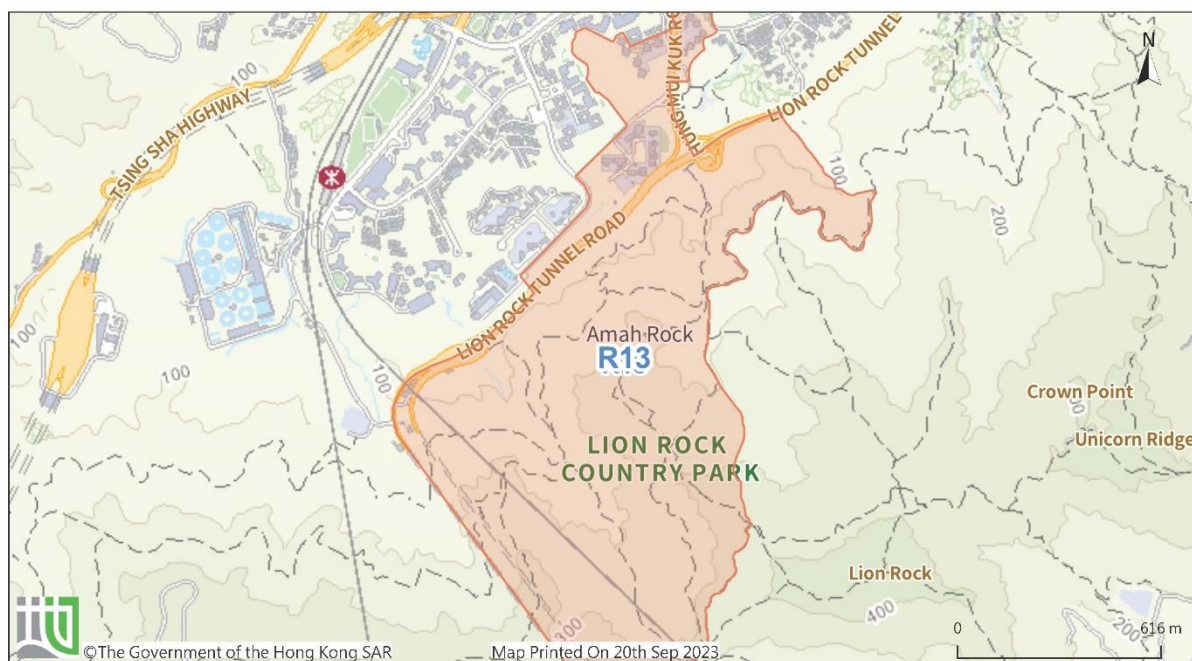 N
HUNG MUI KUK RO
LION ROCK TUNNEL
100
TSING SHA HIGHWAY
100
200
LION ROCK TUNNEL ROAD
Amah Rock
R13
100
100
100
Crown Point
Unicorn Ridge
LION ROCK
COUNTRY PARK
Lion Rock
400
300
200
0 616 m
©The Government of the Hong Kong SAR Map Printed On 20th Sep 2023